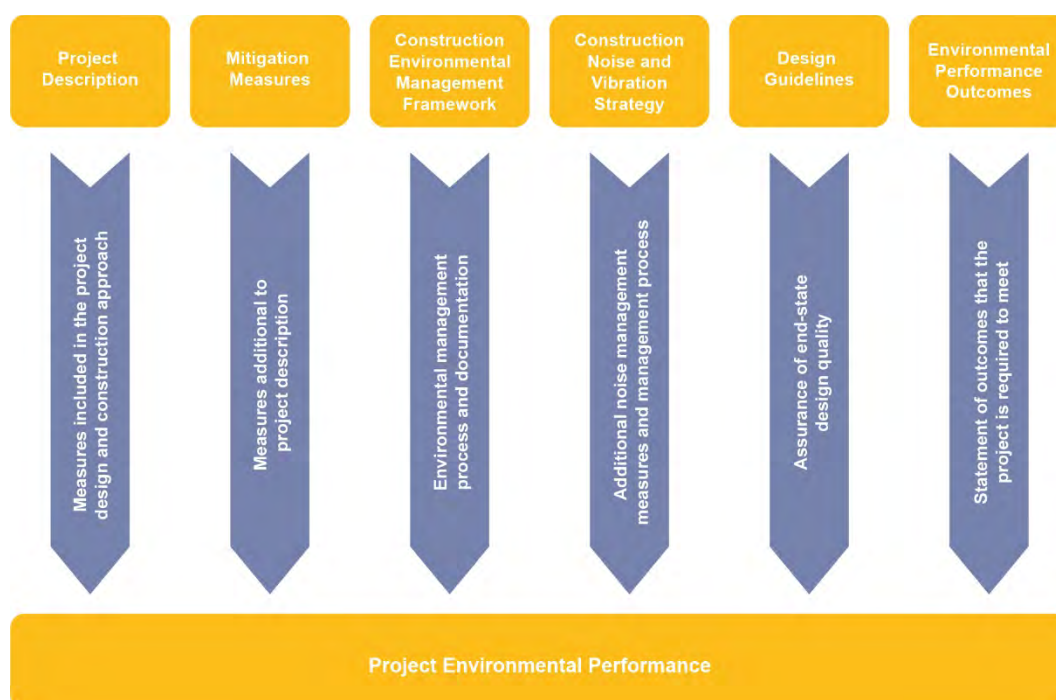 Project
Description
Mitigation
Measures
Construction
Environmental
Management
Framework
Construction
Noise and
Vibration
Strategy
Design
Guidelines
Environmental
Performance
Outcomes
Measures included in the project
design and construction approach
Measures additional to
project description
Environmental management
process and documentation
Additional noise management
measures and management process
Assurance of end-state
design quality
Statement of outcomes that the
project is required to meet
Project Environmental Performance